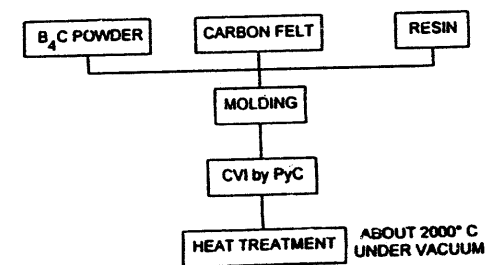 B4C POWDER
CARBON FELT
RESIN
MOLDING
CVI by PyC
HEAT TREATMENT
ABOUT 2000° C
UNDER VACUUM